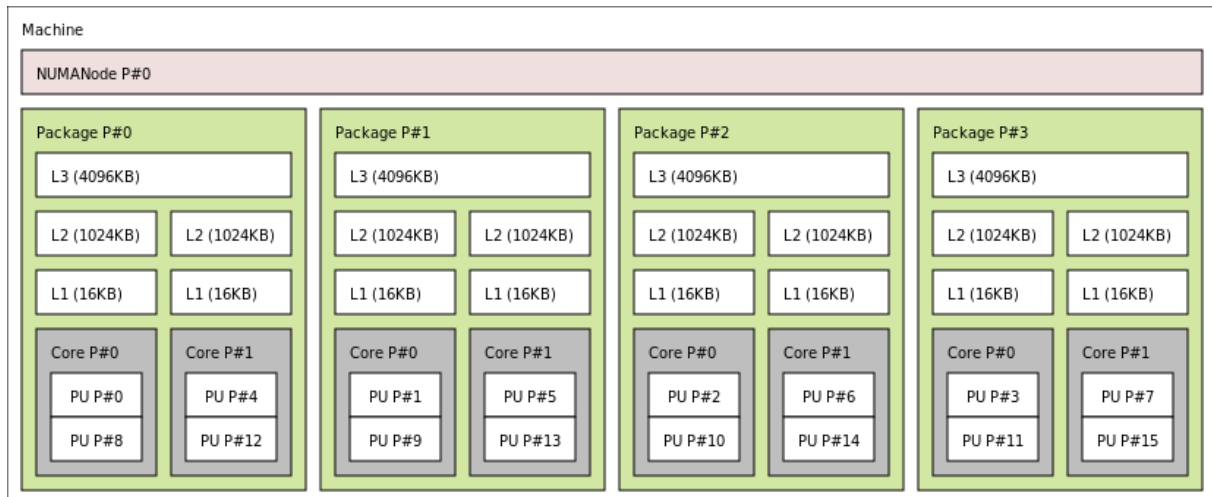 Machine
NUMANode P#0
Package P#0 Package P#1 Package P#2 Package P#3
L3 (4096KB) L3 (4096KB) L3 (4096KB) L3 (4096KB)
L2 (1024KB) L2 (1024KB) L2 (1024KB) L2 (1024KB) L2 (1024KB) L2 (1024KB) L2 (1024KB) L2 (1024KB)
L1 (16KB) L1 (16KB) L1 (16KB) L1 (16KB) L1 (16KB) L1 (16KB) L1 (16KB) L1 (16KB)
Core P#0 Core P#1 Core P#0 Core P#1 Core P#0 Core P#1 Core P#0 Core P#1
PU P#0 PU P#4 PU P#1 PU P#5 PU P#2 PU P#6 PU P#3 PU P#7
PU P#8 PU P#12 PU P#9 PU P#13 PU P#10 PU P#14 PU P#11 PU P#15